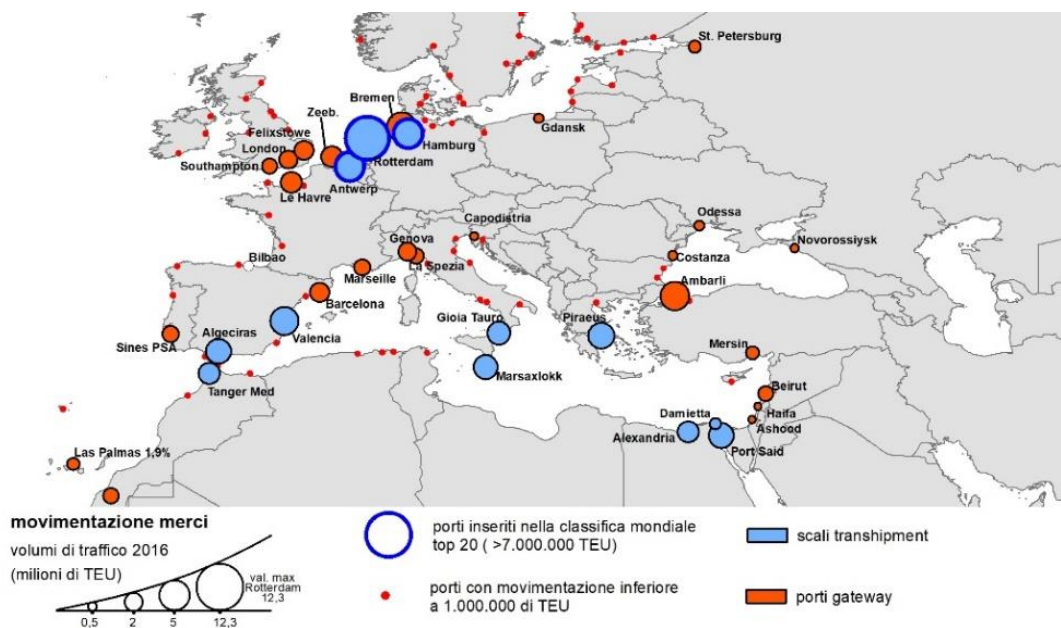 St. Petersburg
Bremen
Zeeb.
Gdansk
Felixstowe
Hamburg
London
Rotterdam
Southampton
Antwerp
Le Havre
Odessa
Capodistria
Novorossiysk
Genova
Costanza
Bilbao
La Spezia
Marseille
Ambarli
Barcelona
Gioia Tauro
Piraeus
Algeciras
Valencia
Sines PSA
Mersin
Marsaxlokk
Tanger Med
Beirut
Damietta
Haifa
Ashood
Alexandria
Port Said
Las Palmas 1,9%
movimentazione merci
volumi di traffico 2016
(milioni di TEU)
val. max
Rotterdam
12,3
0,5 2 5 12,3
porti inseriti nella classifica mondiale
top 20 ( >7.000.000 TEU)
porti con movimentazione inferiore
a 1.000.000 di TEU
scali transhipment
porti gateway